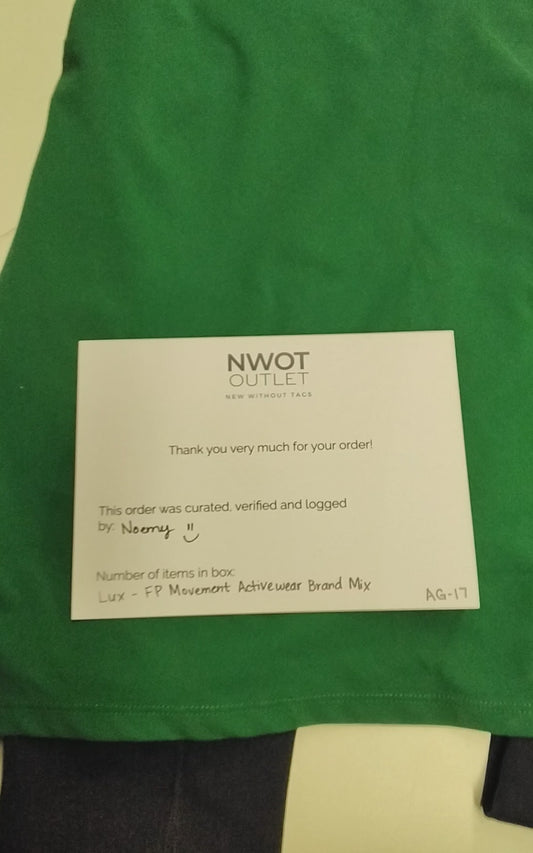 NWOT
OUTLET
NEW WITHOUT TAGS
Thank you very much for your order!
This order was curated, verified and logged
by: Noemy
Number of items in box:
Lux - FP Movement Activewear Brand Mix
AG-17